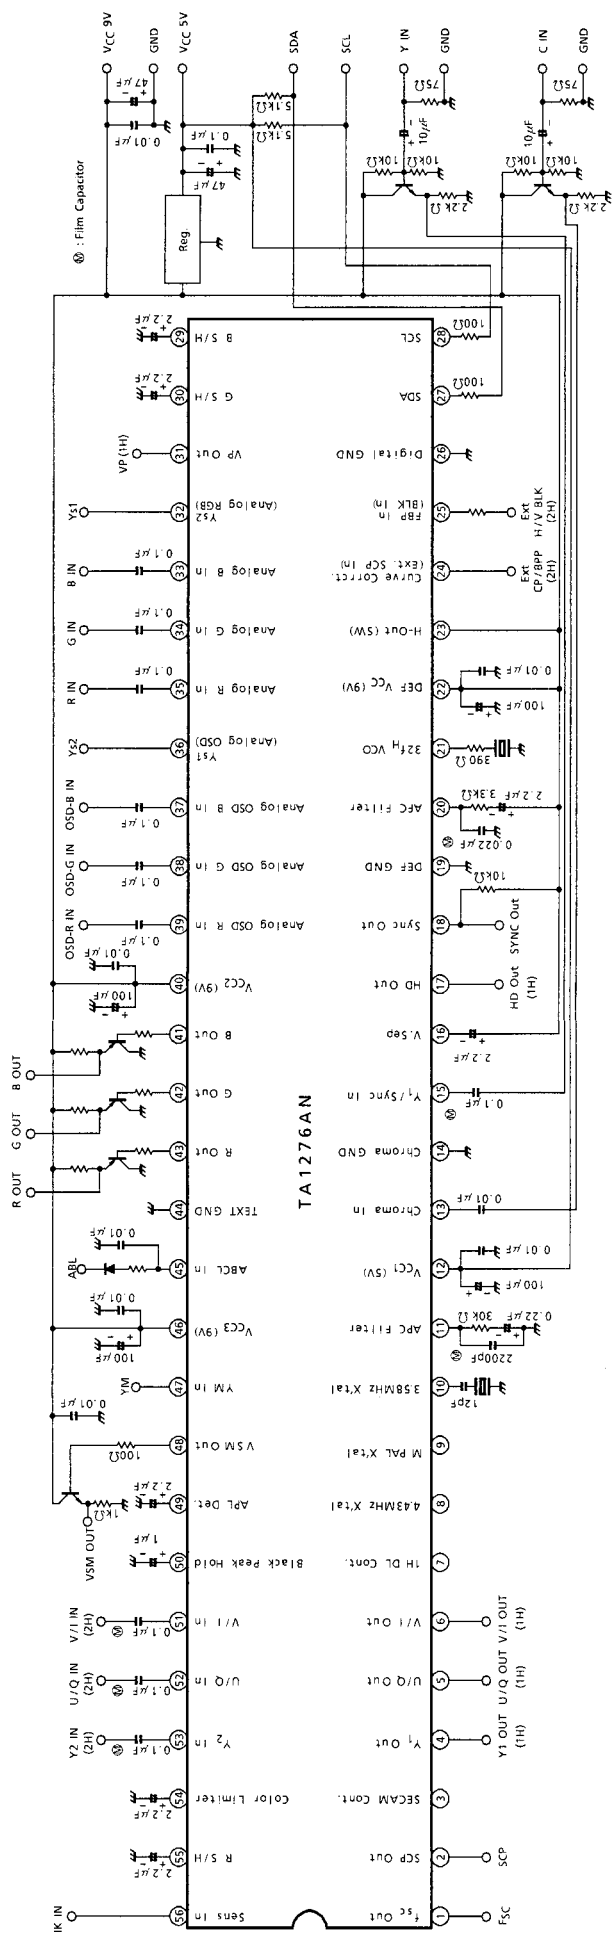 VCC 9V
GND
VCC 5V
SDA
SCL
Y IN
GND
C IN
GND
47μF
0.01μF
5.1kΩ
5.1kΩ
0.1μF
47μF
75Ω
10μF
10kΩ
10kΩ
2.2kΩ
75Ω
10μF
10kΩ
10kΩ
2.2kΩ
Ⓜ : Film Capacitor
Reg.
TA1276AN
IK IN
56 Sens In
55 R S/H
2.2μF
54 Color Limiter
2.2μF
Y2 IN
(2H)
Ⓜ 0.1μF
53 Y2 In
U/Q IN
(2H)
Ⓜ 0.1μF
52 U/Q In
V/I IN
(2H)
Ⓜ 0.1μF
51 V/I In
1μF
50 Black Peak Hold
2.2μF
49 APL Det.
VSM OUT
1kΩ
100Ω
0.01μF
48 VSM Out
YM
47 YM In
100μF
0.01μF
46 VCC3 (9V)
ABL
0.01μF
45 ABCL In
44 TEXT GND
R OUT
43 R Out
G OUT
42 G Out
B OUT
41 B Out
100μF
0.01μF
40 VCC2 (9V)
OSD-R IN
0.1μF
39 Analog OSD R In
OSD-G IN
0.1μF
38 Analog OSD G In
OSD-B IN
0.1μF
37 Analog OSD B In
Ys2
36 Ys1
(Analog OSD)
R IN
0.1μF
35 Analog R In
G IN
0.1μF
34 Analog G In
B IN
0.1μF
33 Analog B In
Ys1
32 Ys2
(Analog RGB)
VP (1H)
31 VP Out
2.2μF
30 G S/H
2.2μF
29 B S/H
1 fsc Out
FSC
2 SCP Out
SCP
3 SECAM Cont.
4 Y1 Out
Y1 OUT
(1H)
5 U/Q Out
U/Q OUT
(1H)
6 V/I Out
V/I OUT
(1H)
7 1H DL Cont.
8 4.43MHz X'tal
9 M PAL X'tal
10 3.58MHz X'tal
12pF
11 APC Filter
Ⓜ 2200pF
30kΩ
0.22μF
12 VCC1 (5V)
100μF
0.01μF
13 Chroma In
0.01μF
14 Chroma GND
15 Y1/Sync In
Ⓜ 0.1μF
16 V.Sep
2.2μF
17 HD Out
HD Out
(1H)
18 Sync Out
SYNC Out
10kΩ
19 DEF GND
20 AFC Filter
Ⓜ 0.022μF
3.3kΩ
2.2μF
21 32fH VCO
390Ω
22 DEF VCC (9V)
100μF
0.01μF
23 H-Out (SW)
24 Curve Correct.
(Ext. SCP In)
Ext
CP/BPP
(2H)
25 FBP In
(BLK In)
Ext
H/V BLK
(2H)
26 Digital GND
27 SDA
100Ω
28 SCL
100Ω